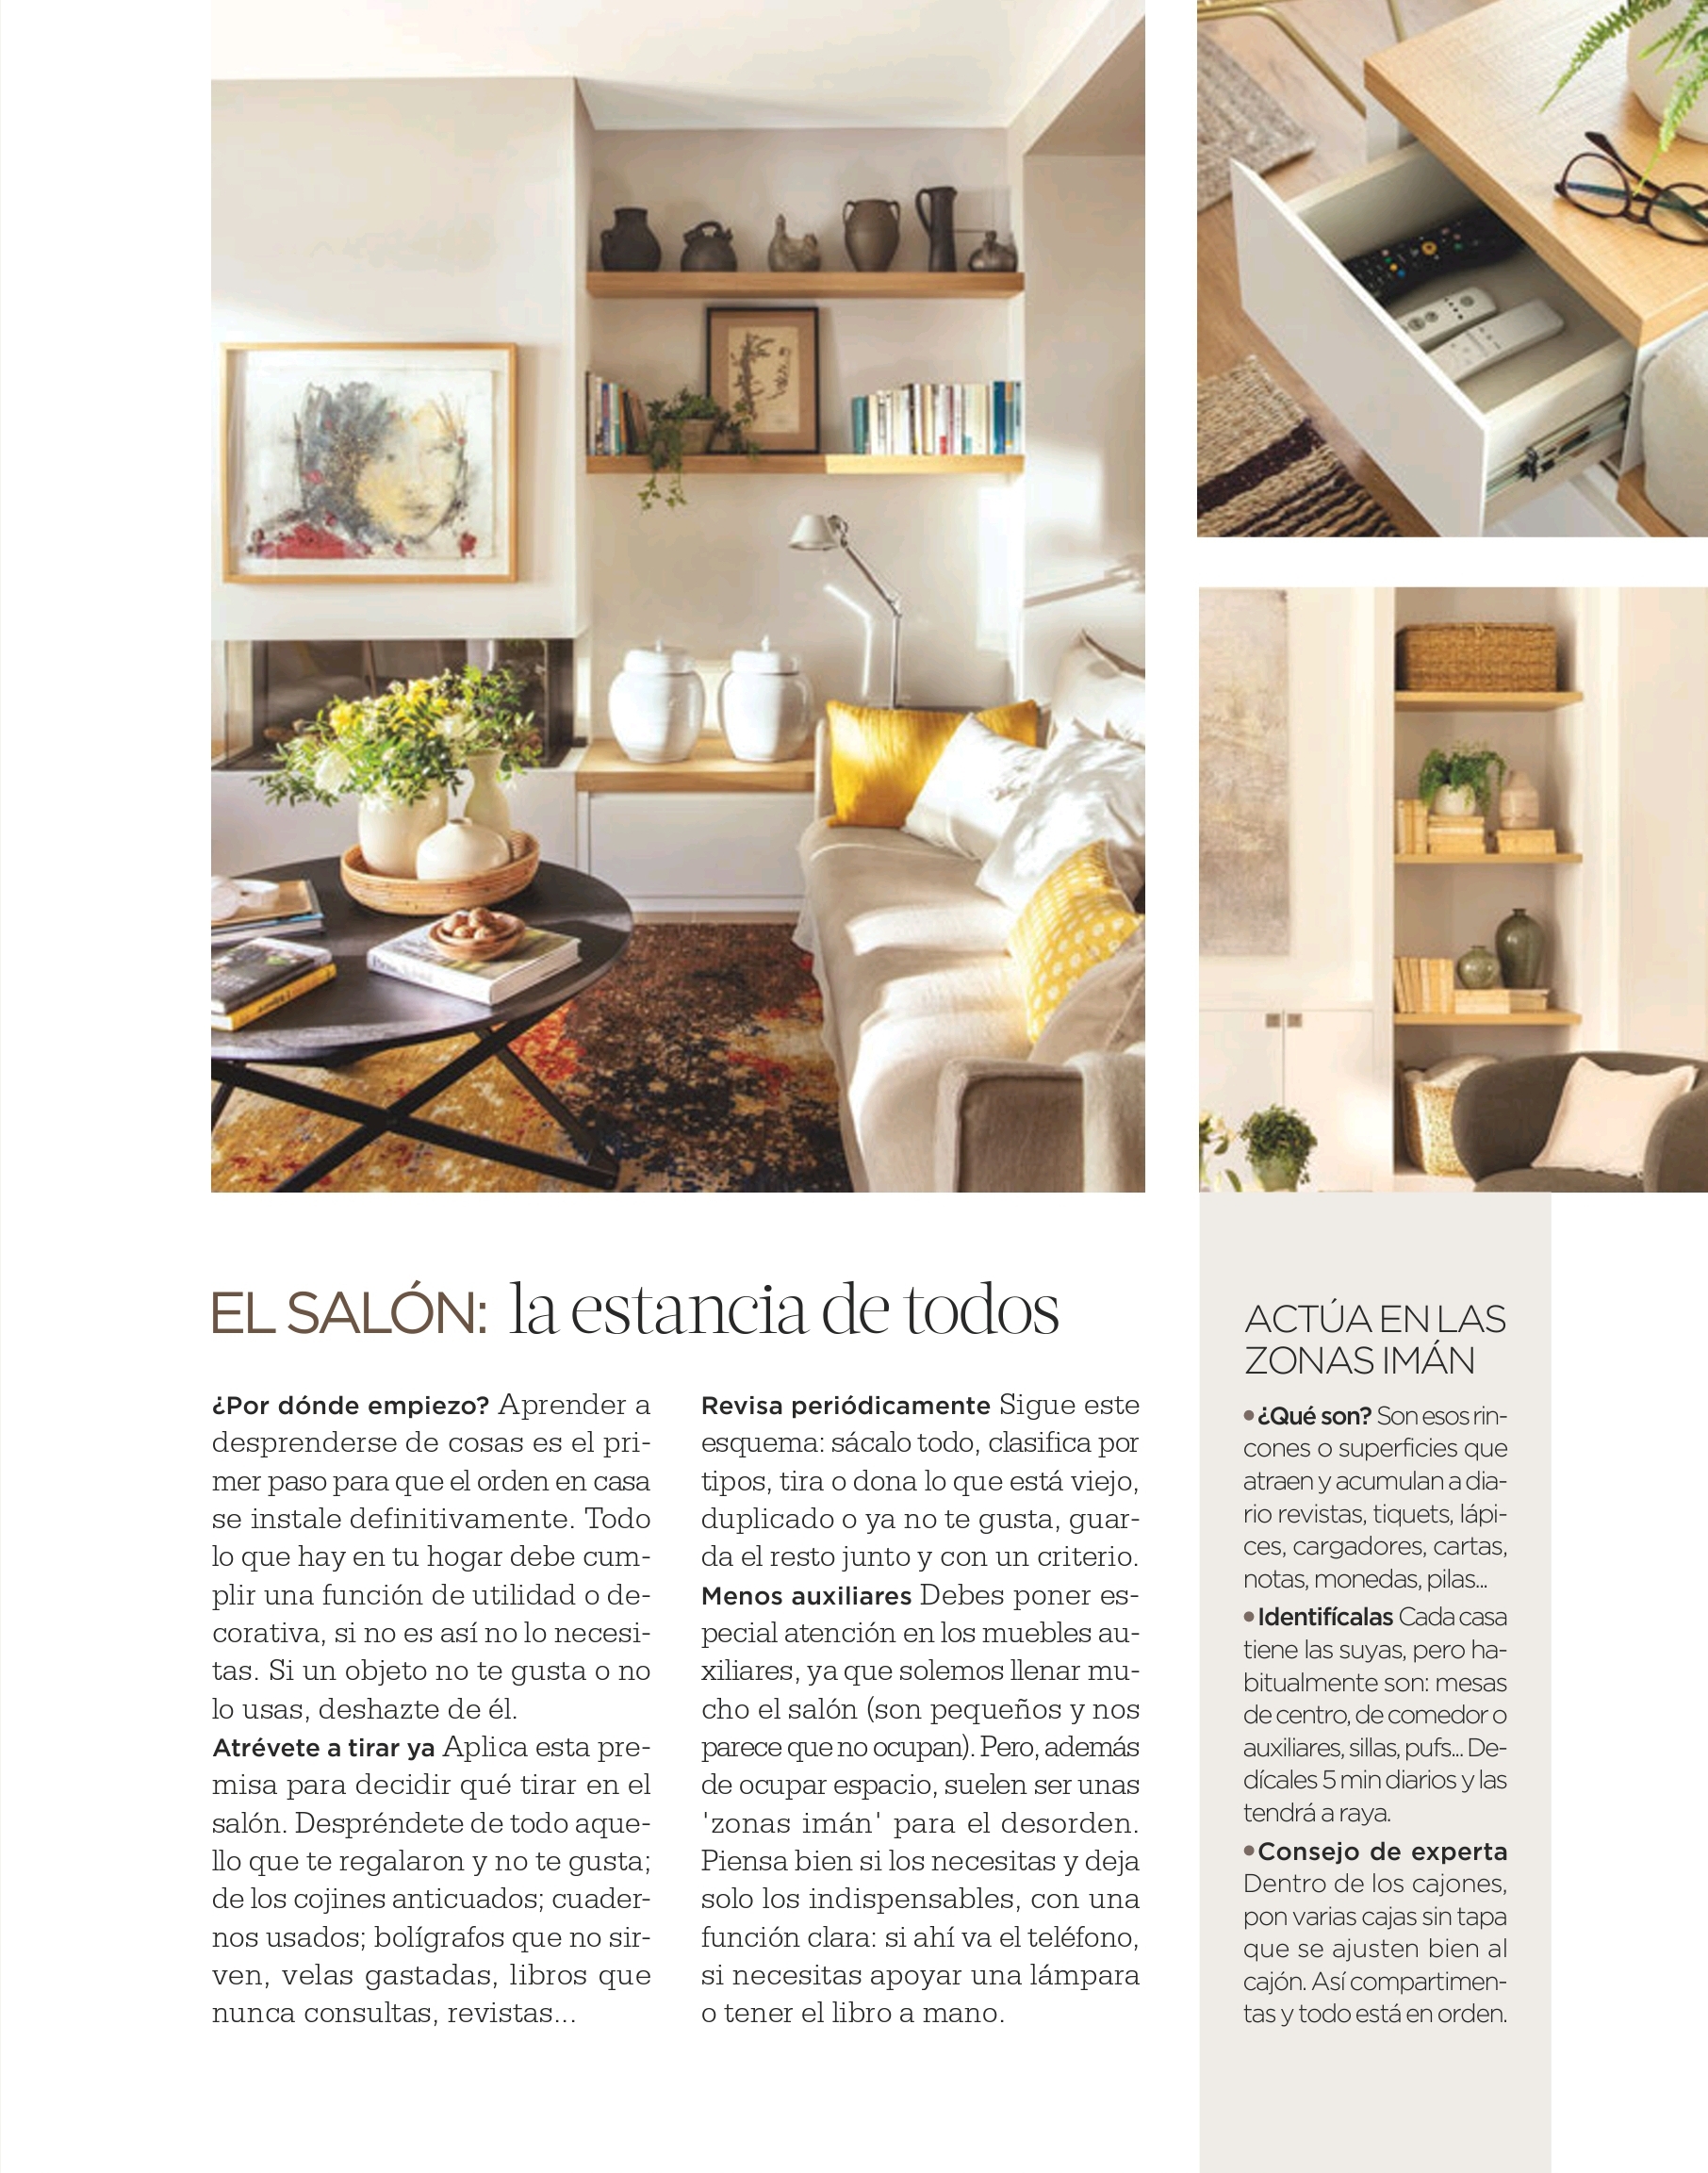 EL SALÓN: la estancia de todos
¿Por dónde empiezo? Aprender a
desprenderse de cosas es el pri-
mer paso para que el orden en casa
se instale definitivamente. Todo
lo que hay en tu hogar debe cum-
plir una función de utilidad o de-
corativa, si no es así no lo necesi-
tas. Si un objeto no te gusta o no
lo usas, deshazte de él.
Atrévete a tirar ya Aplica esta pre-
misa para decidir qué tirar en el
salón. Despréndete de todo aque-
llo que te regalaron y no te gusta;
de los cojines anticuados; cuader-
nos usados; bolígrafos que no sir-
ven, velas gastadas, libros que
nunca consultas, revistas...
Revisa periódicamente Sigue este
esquema: sácalo todo, clasifica por
tipos, tira o dona lo que está viejo,
duplicado o ya no te gusta, guar-
da el resto junto y con un criterio.
Menos auxiliares Debes poner es-
pecial atención en los muebles au-
xiliares, ya que solemos llenar mu-
cho el salón (son pequeños y nos
parece que no ocupan). Pero, además
de ocupar espacio, suelen ser unas
'zonas imán' para el desorden.
Piensa bien si los necesitas y deja
solo los indispensables, con una
función clara: si ahí va el teléfono,
si necesitas apoyar una lámpara
o tener el libro a mano.
ACTÚA EN LAS
ZONAS IMÁN
•¿Qué son? Son esos rin-
cones o superficies que
atraen y acumulan a dia-
rio revistas, tiquets, lápi-
ces, cargadores, cartas,
notas, monedas, pilas...
•Identifícalas Cada casa
tiene las suyas, pero ha-
bitualmente son: mesas
de centro, de comedor o
auxiliares, sillas, pufs... De-
dícales 5 min diarios y las
tendrá a raya.
•Consejo de experta
Dentro de los cajones,
pon varias cajas sin tapa
que se ajusten bien al
cajón. Así compartimen-
tas y todo está en orden.